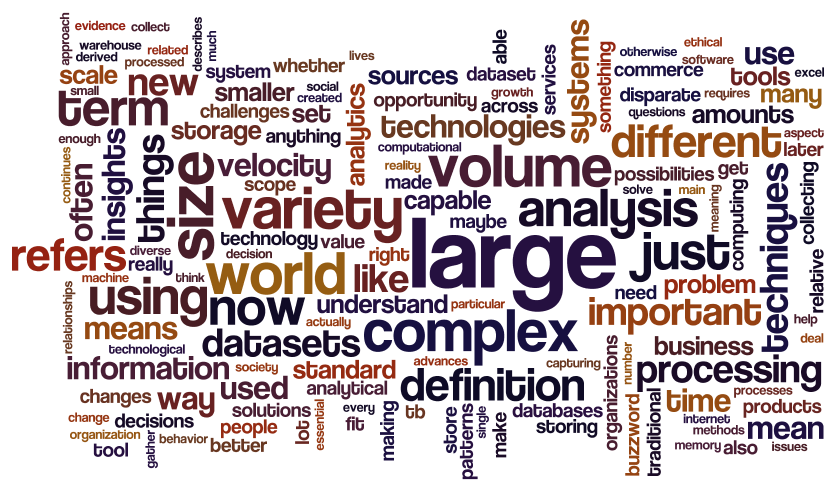 approach
evidence
collect
describes
much
able
ethical
warehouse
derived
related
processed
lives
otherwise
software
use
scale
small
new
system
whether
sources
dataset
services
systems
something
commerce
tools
excel
term
smaller
social
created
growth
opportunity
across
disparate
requires
many
challenges
set
analytics
questions
amounts
enough
storage
anything
technologies
different
aspect
later
insights
things
size
computational
continues
often
velocity
reality
volume
possibilities
get
scope
made
solve
main
meaning
computing
techniques
collecting
variety
capable
analysis
maybe
large
refers
diverse
really
technology
value
decision
right
just
machine
think
world
like
need
problem
relative
relationships
using
now
understand
particular
important
help
means
actually
complex
deal
technological
datasets
business
information
society
standard
advances
capturing
organizations
number
processing
changes
way
used
analytical
definition
buzzword
traditional
time
processes
products
change
decisions
solutions
every
fit
making
tb
store
patterns
single
make
databases
storing
internet
methods
mean
organization
tool
gather
behavior
better
people
lot
essential
memory
also
issues